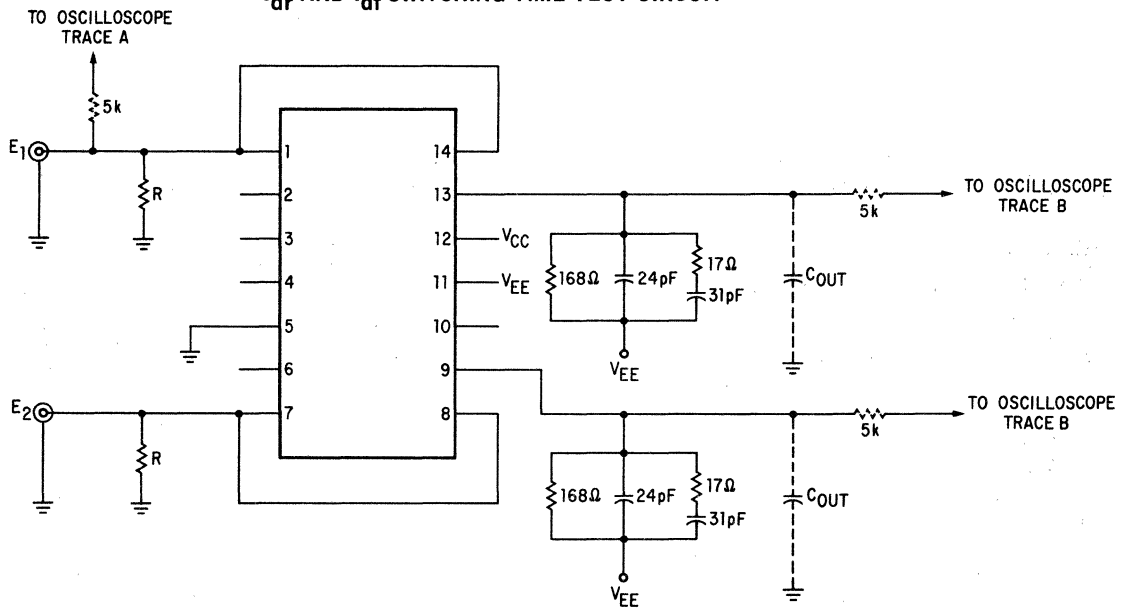 TO OSCILLOSCOPE
TRACE A
5k
E1
R
1
2
3
4
5
6
7
14
13
12
11
10
9
8
VCC
VEE
168Ω
24pF
17Ω
31pF
COUT
5k
TO OSCILLOSCOPE
TRACE B
VEE
E2
R
168Ω
24pF
17Ω
31pF
COUT
5k
TO OSCILLOSCOPE
TRACE B
VEE